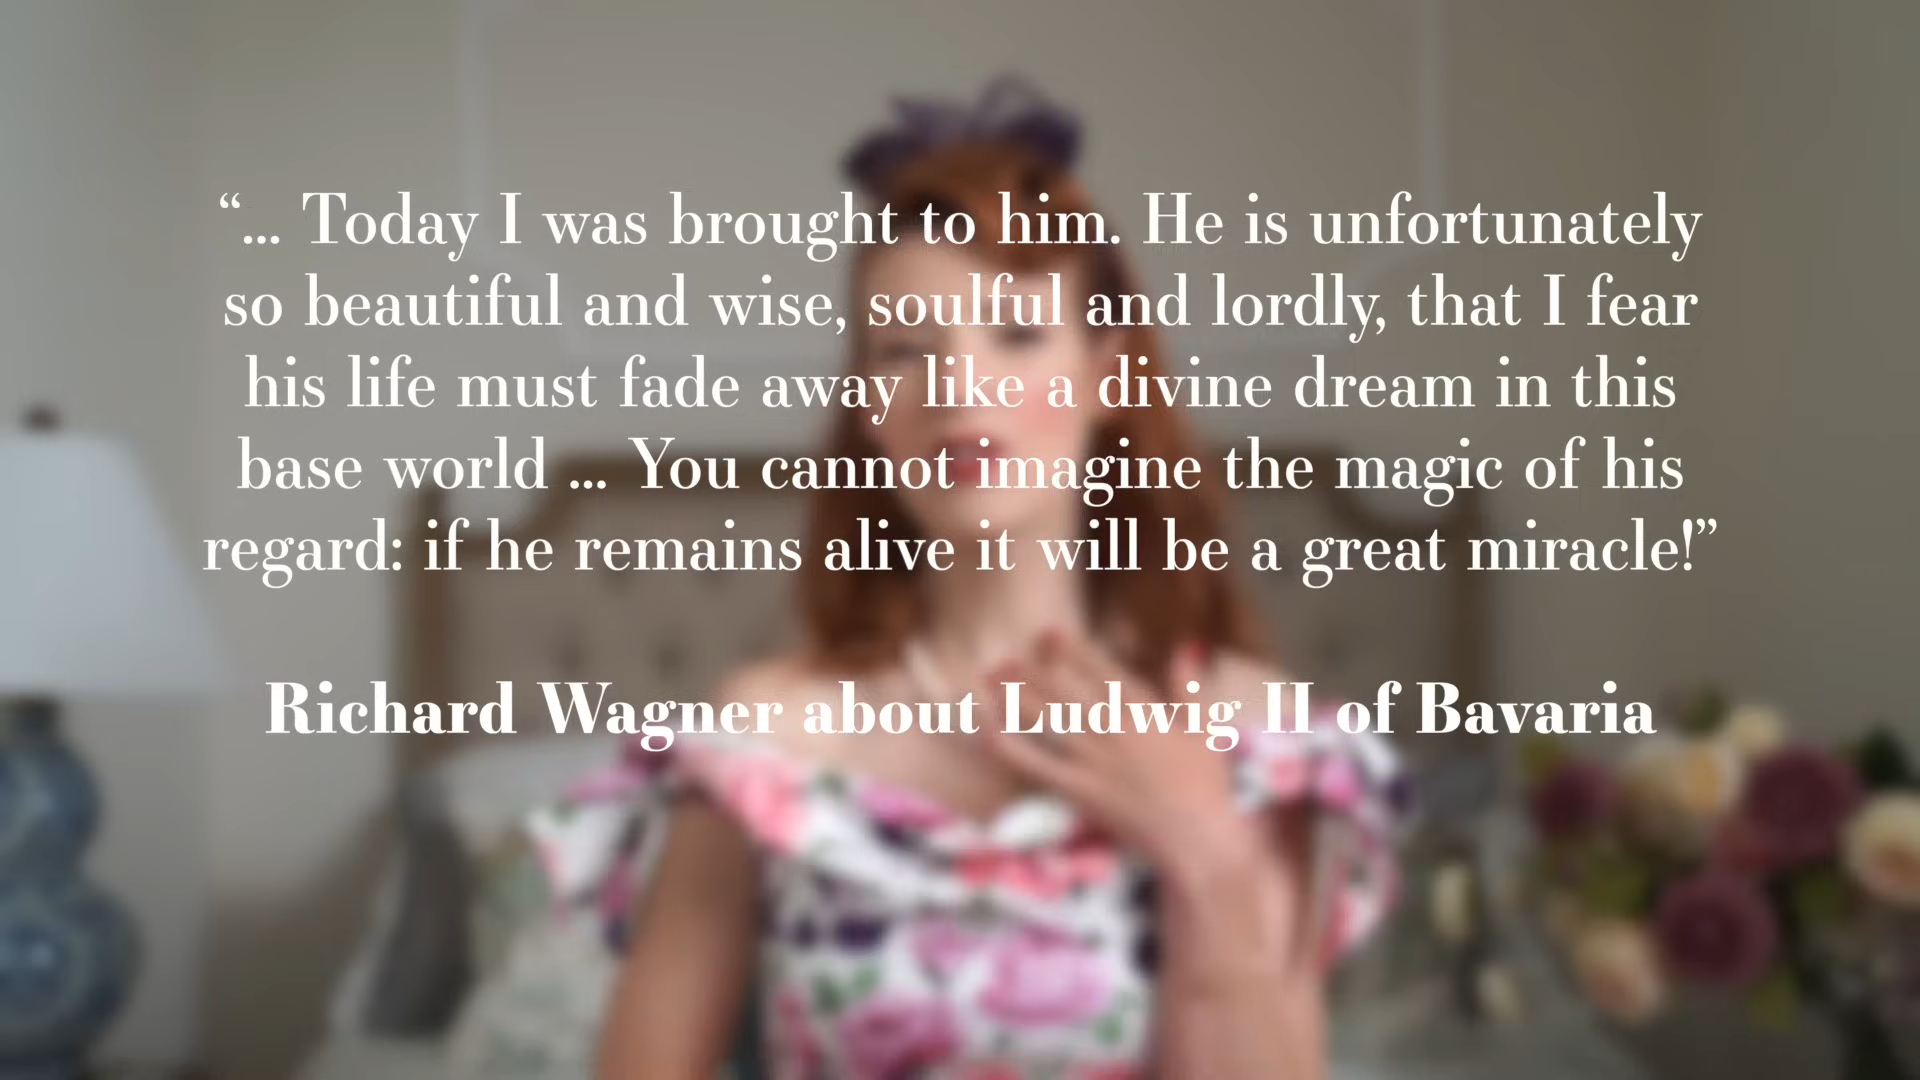 “... Today I was brought to him. He is unfortunately
so beautiful and wise, soulful and lordly, that I fear
his life must fade away like a divine dream in this
base world ... You cannot imagine the magic of his
regard: if he remains alive it will be a great miracle!”
Richard Wagner about Ludwig II of Bavaria